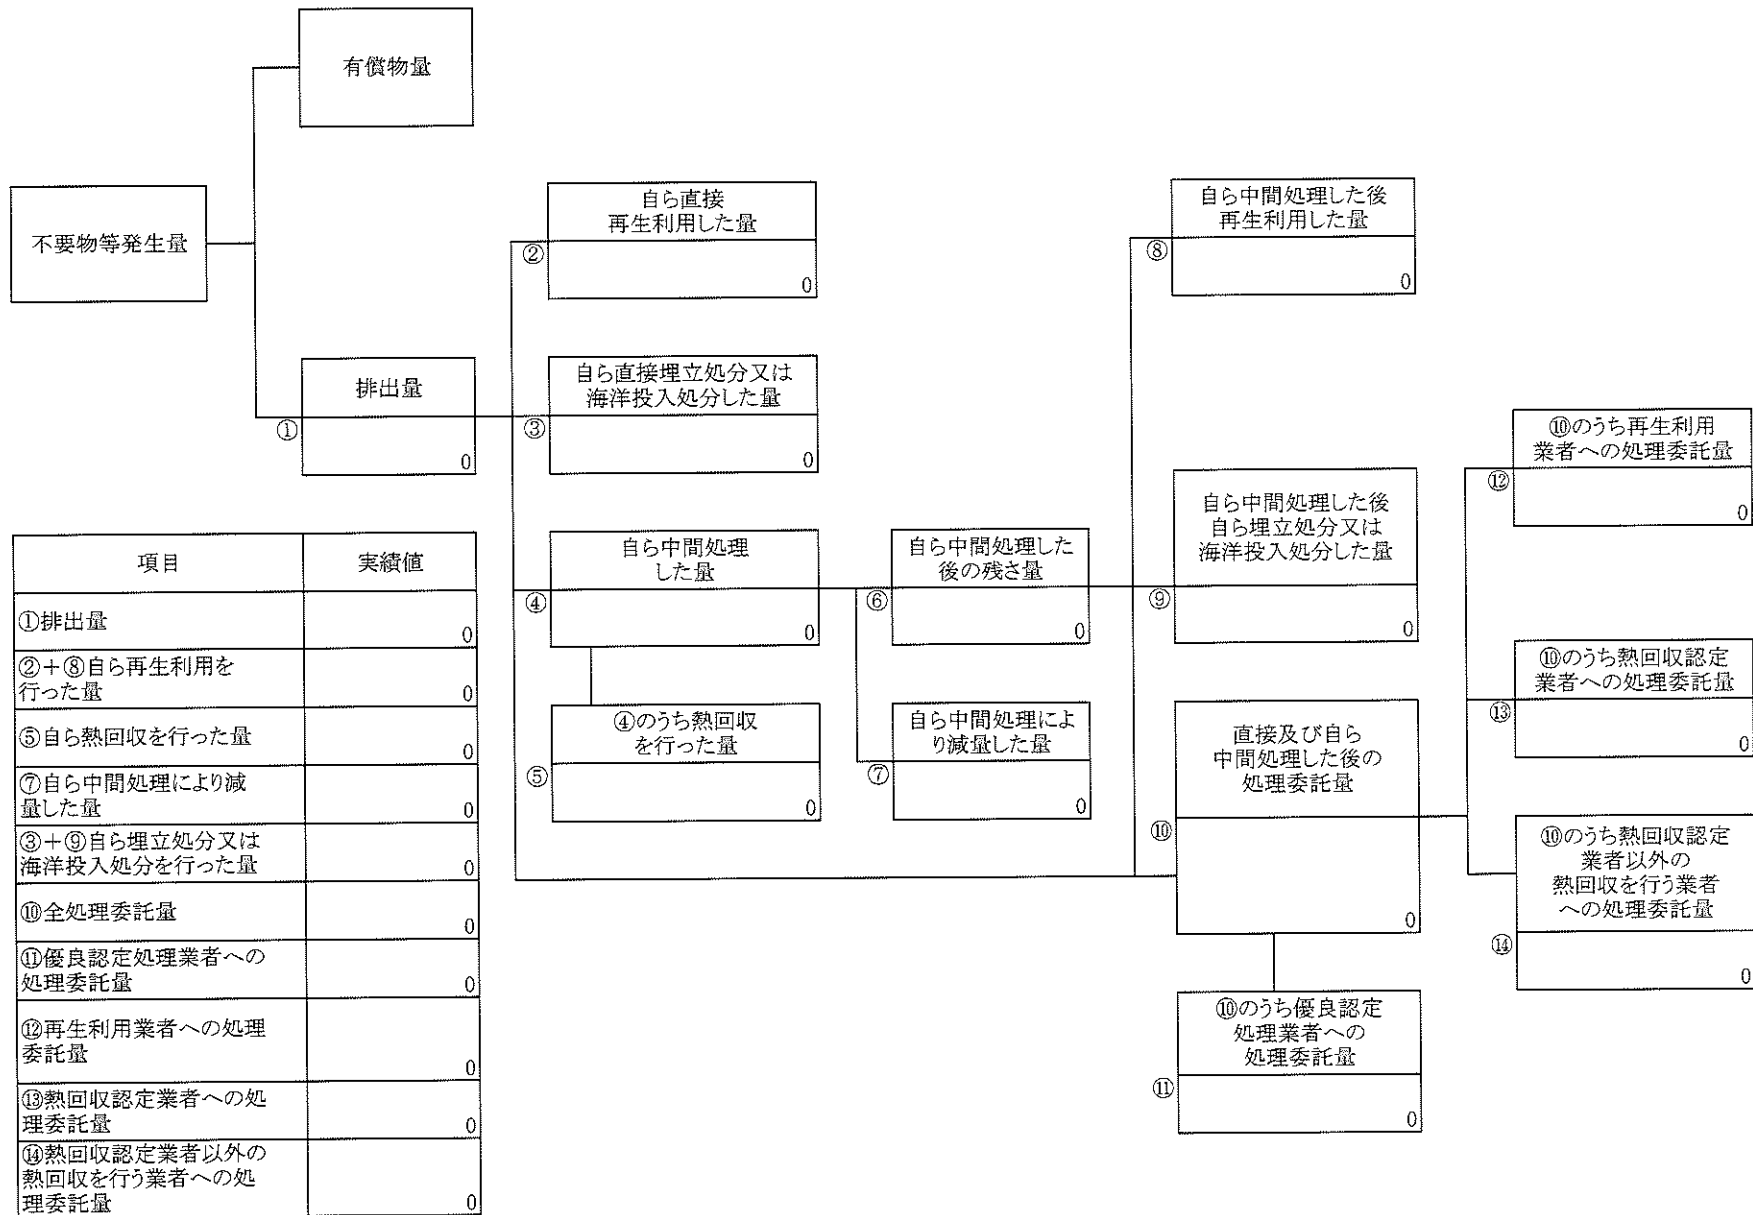 有償物量
不要物等発生量
排出量
①
0
自ら直接
再生利用した量
②
0
自ら直接埋立処分又は
海洋投入処分した量
③
0
自ら中間処理
した量
④
0
④のうち熱回収
を行った量
⑤
0
自ら中間処理した
後の残さ量
⑥
0
自ら中間処理によ
り減量した量
⑦
0
自ら中間処理した後
再生利用した量
⑧
0
自ら中間処理した後
自ら埋立処分又は
海洋投入処分した量
⑨
0
直接及び自ら
中間処理した後の
処理委託量
⑩
0
⑩のうち優良認定
処理業者への
処理委託量
⑪
0
⑩のうち再生利用
業者への処理委託量
⑫
0
⑩のうち熱回収認定
業者への処理委託量
⑬
0
⑩のうち熱回収認定
業者以外の
熱回収を行う業者
への処理委託量
⑭
0
項目 実績値
①排出量
0
②＋⑧自ら再生利用を
行った量 0
⑤自ら熱回収を行った量
0
⑦自ら中間処理により減
量した量 0
③＋⑨自ら埋立処分又は
海洋投入処分を行った量 0
⑩全処理委託量
0
⑪優良認定処理業者への
処理委託量 0
⑫再生利用業者への処理
委託量
0
⑬熱回収認定業者への処
理委託量 0
⑭熱回収認定業者以外の
熱回収を行う業者への処
理委託量 0